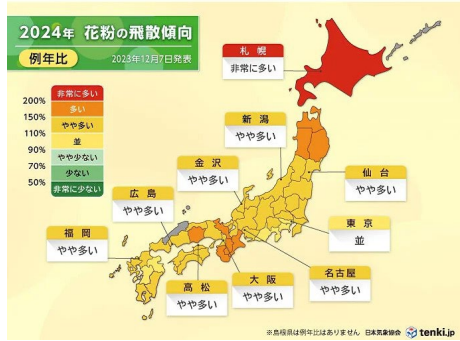 2024年 花粉の飛散傾向
例年比
2023年12月7日発表
札幌
非常に多い
非常に多い
200%
多い
150%
やや多い
110%
並
90%
やや少ない
70%
少ない
50%
非常に少ない
新潟
やや多い
金沢
やや多い
仙台
やや多い
広島
やや多い
東京
並
福岡
やや多い
高松
やや多い
大阪
やや多い
名古屋
やや多い
※島根県は例年比はありません 日本気象協会 tenki.jp